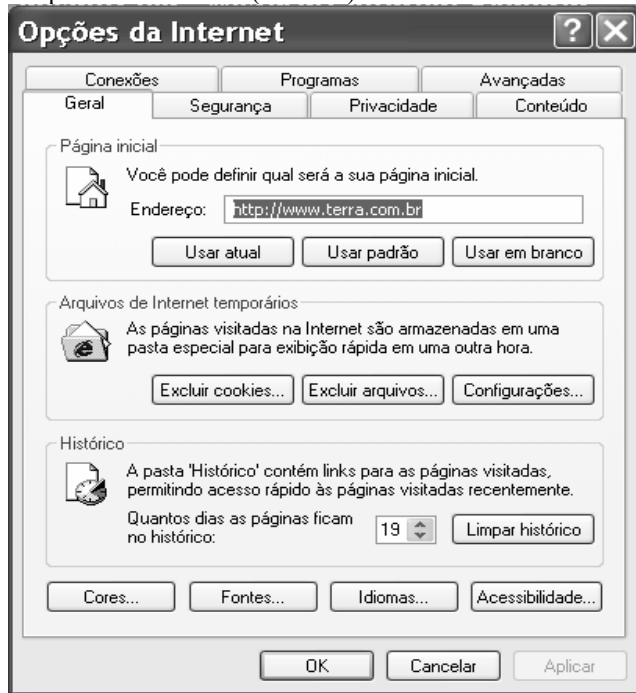 Opções da Internet
Conexões Programas Avançadas
Geral Segurança Privacidade Conteúdo
Página inicial
Você pode definir qual será a sua página inicial.
Endereço: http://www.terra.com.br
Usar atual Usar padrão Usar em branco
Arquivos de Internet temporários
As páginas visitadas na Internet são armazenadas em uma
pasta especial para exibição rápida em uma outra hora.
Excluir cookies... Excluir arquivos... Configurações...
Histórico
A pasta 'Histórico' contém links para as páginas visitadas,
permitindo acesso rápido às páginas visitadas recentemente.
Quantos dias as páginas ficam
no histórico: 19 Limpar histórico
Cores... Fontes... Idiomas... Acessibilidade...
OK Cancelar Aplicar